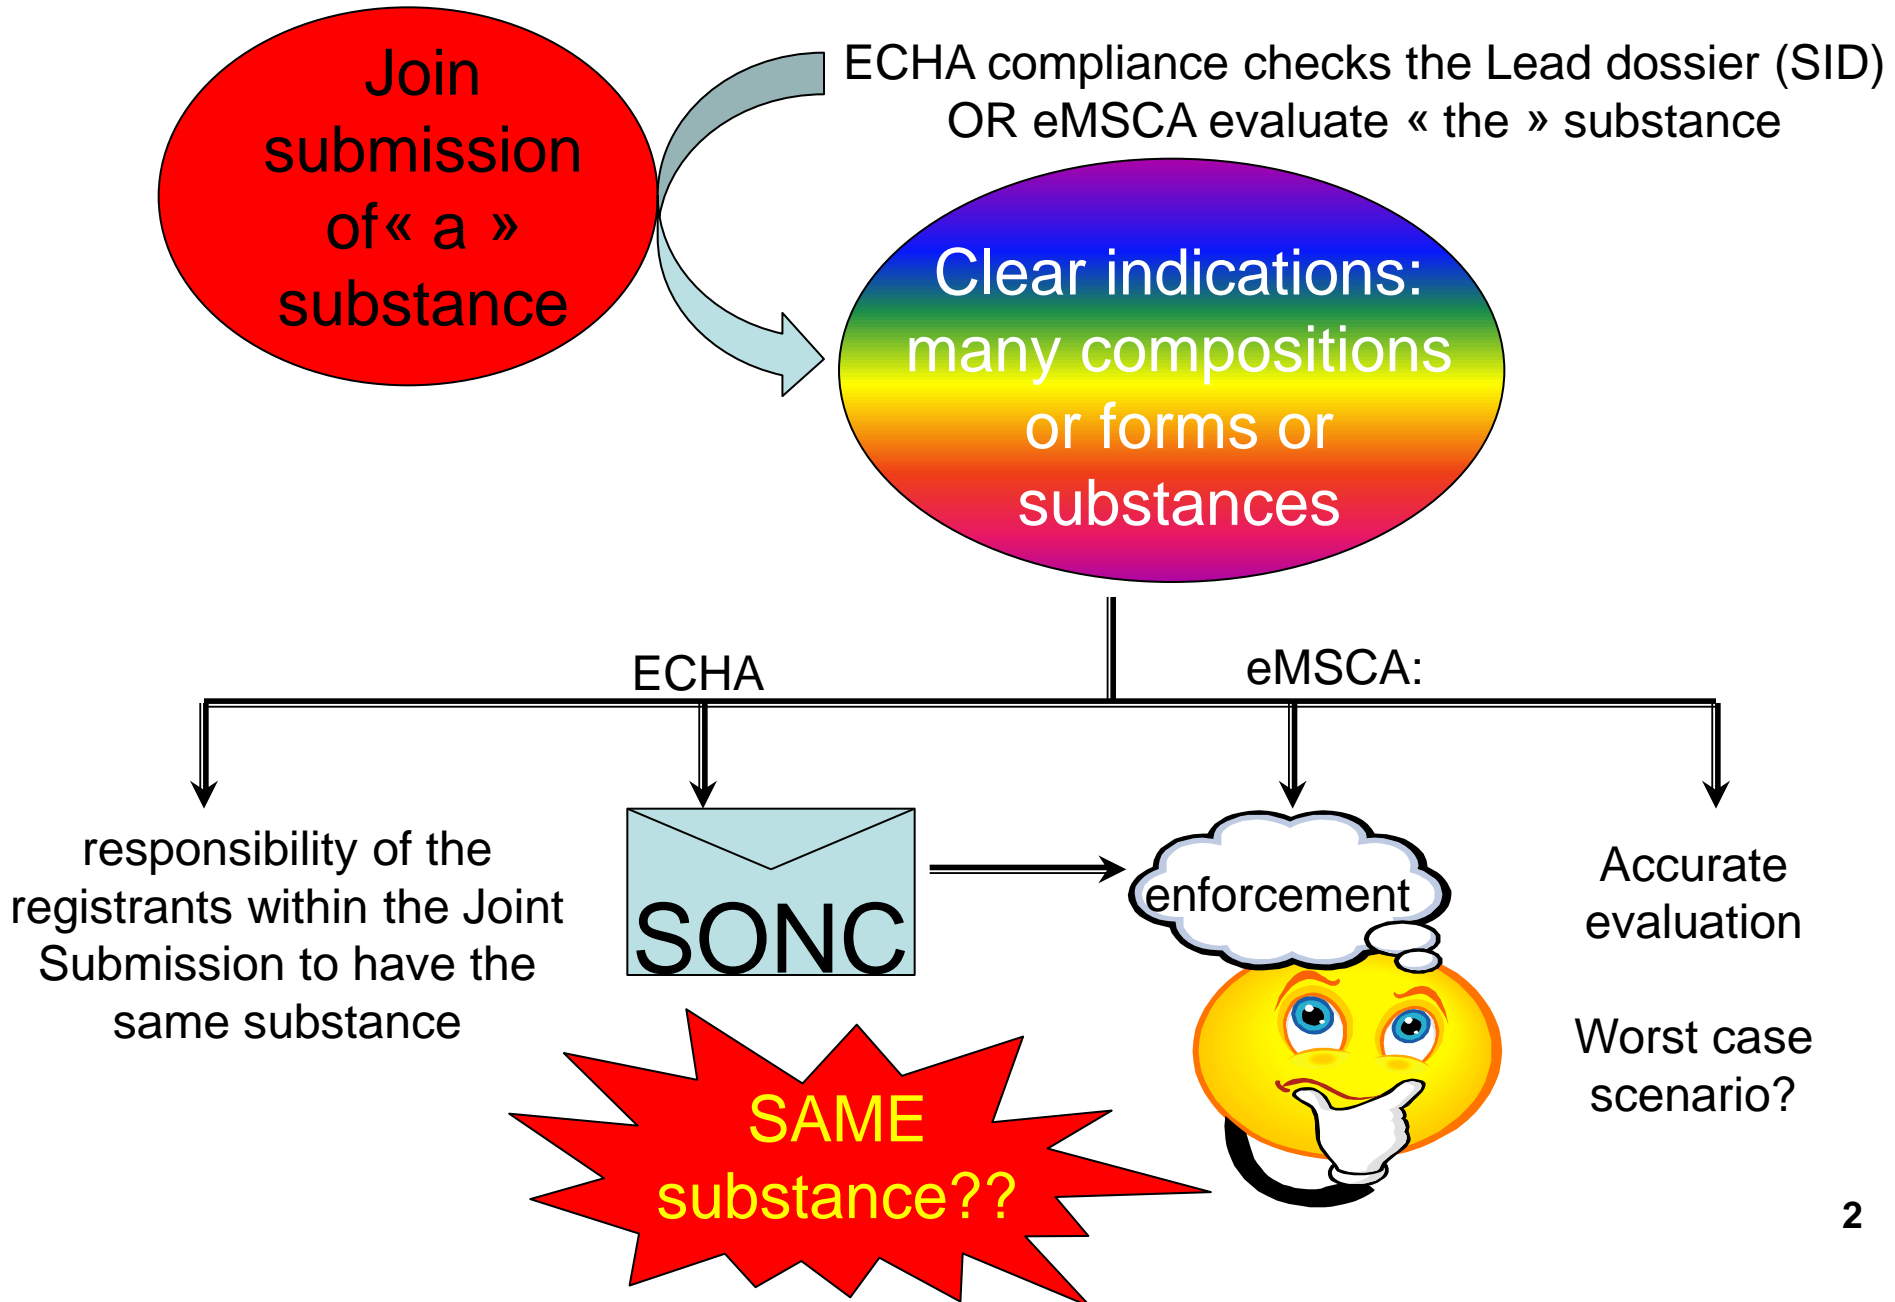 Join
submission
of« a »
substance
ECHA compliance checks the Lead dossier (SID)
OR eMSCA evaluate « the » substance
Clear indications:
many compositions
or forms or
substances
ECHA
eMSCA:
responsibility of the
registrants within the Joint
Submission to have the
same substance
SONC
enforcement
Accurate
evaluation
Worst case
scenario?
SAME
substance??
2